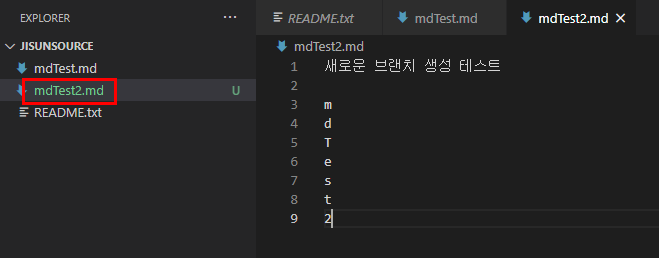 EXPLORER
JISUNSOURCE
mdTest.md
mdTest2.md U
README.txt
README.txt mdTest.md mdTest2.md
mdTest2.md
1 새로운 브랜치 생성 테스트
2
3 m
4 d
5 T
6 e
7 s
8 t
9 2